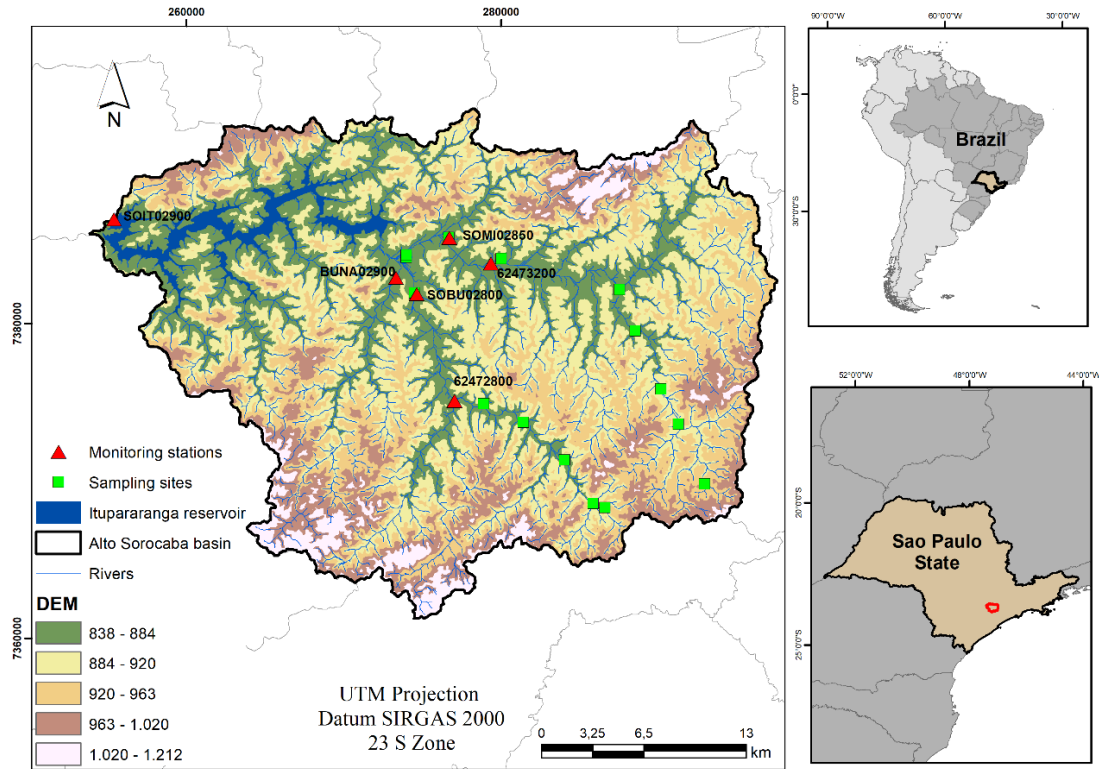 260000
280000
7380000
7360000
N
SOIT02900
SOMI02850
BUNA02900
62473200
SOBU02800
62472800
Monitoring stations
Sampling sites
Itupararanga reservoir
Alto Sorocaba basin
Rivers
DEM
838 - 884
884 - 920
920 - 963
963 - 1.020
1.020 - 1.212
UTM Projection
Datum SIRGAS 2000
23 S Zone
0 3,25 6,5 13
km
90°0'0"W 60°0'0"W 30°0'0"W
0°0'0"
30°0'0"S
Brazil
52°0'0"W 48°0'0"W 44°0'0"W
20°0'0"S
25°0'0"S
Sao Paulo
State